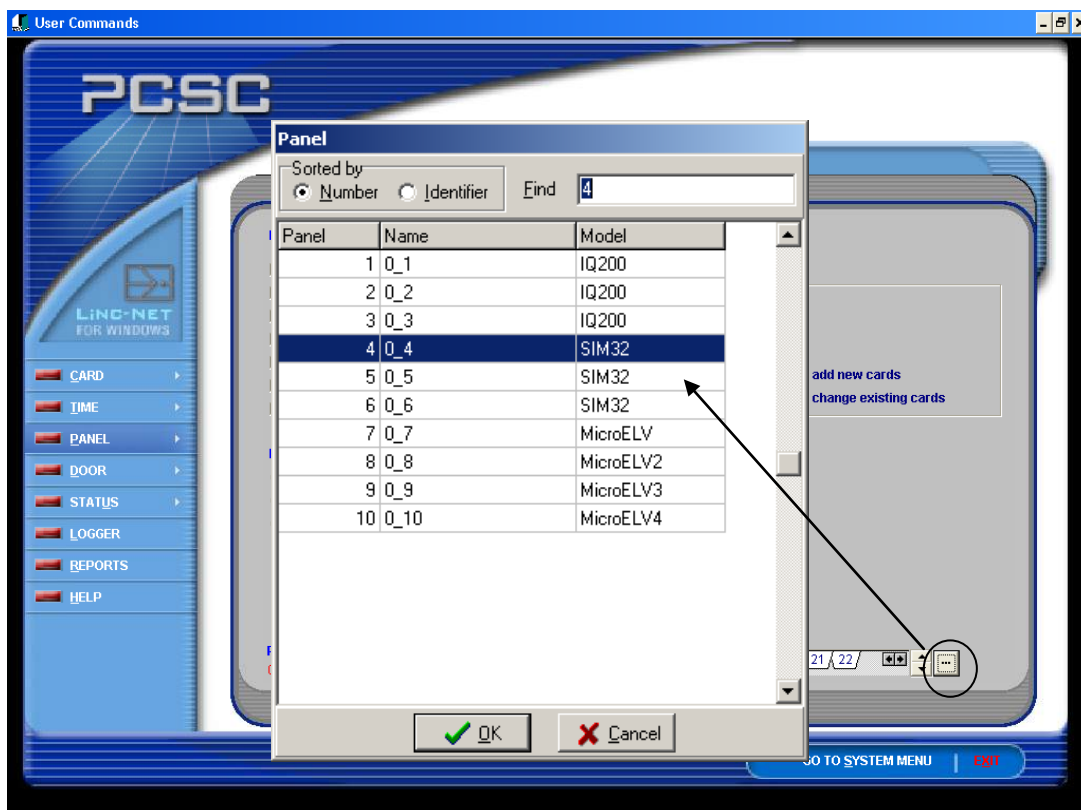 User Commands
PCSC
LiNC-NET
FOR WINDOWS
CARD
TIME
PANEL
DOOR
STATUS
LOGGER
REPORTS
HELP
Panel
Sorted by
Number Identifier Find 4
Panel Name Model
1 0_1 IQ200
2 0_2 IQ200
3 0_3 IQ200
4 0_4 SIM32
5 0_5 SIM32
6 0_6 SIM32
7 0_7 MicroELV
8 0_8 MicroELV2
9 0_9 MicroELV3
10 0_10 MicroELV4
OK Cancel
add new cards
change existing cards
21 22 ...
TO SYSTEM MENU | EXIT